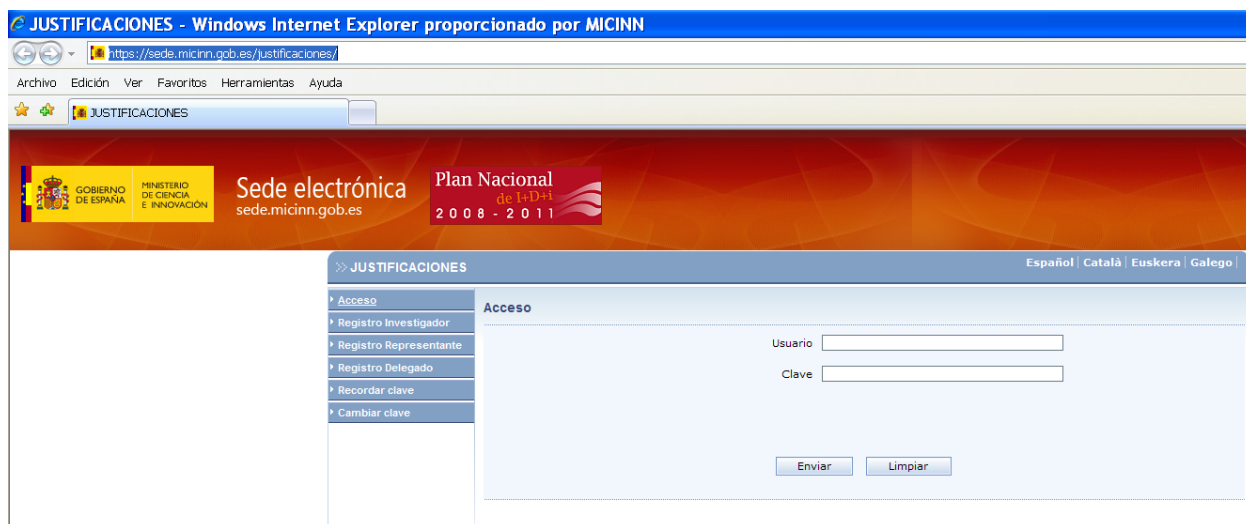 JUSTIFICACIONES - Windows Internet Explorer proporcionado por MICINN
https://sede.micinn.gob.es/justificaciones/
Archivo Edición Ver Favoritos Herramientas Ayuda
JUSTIFICACIONES
GOBIERNO DE ESPAÑA
MINISTERIO DE CIENCIA E INNOVACIÓN
Sede electrónica
sede.micinn.gob.es
Plan Nacional
de I+D+i
2008 - 2011
JUSTIFICACIONES
Español | Català | Euskera | Galego |
Acceso
Registro Investigador
Registro Representante
Registro Delegado
Recordar clave
Cambiar clave
Acceso
Usuario
Clave
Enviar Limpiar